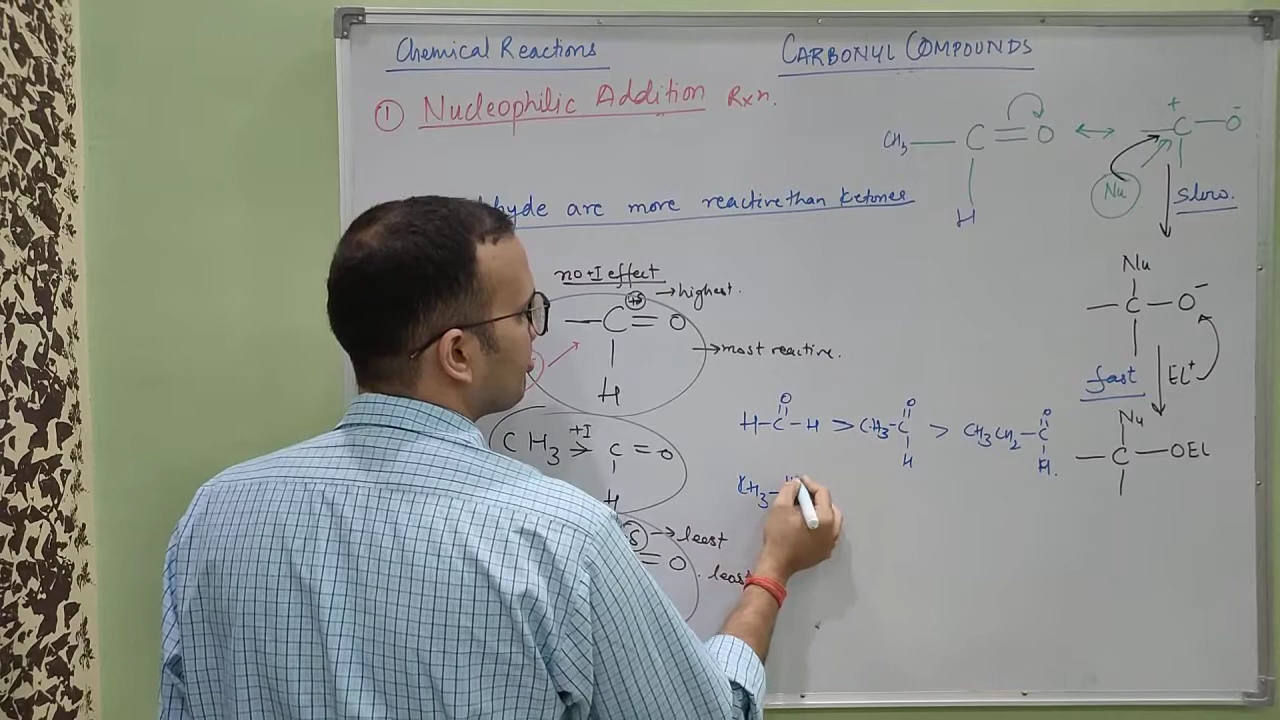 Chemical Reactions
CARBONYL COMPOUNDS
① Nucleophilic Addition Rxn.
CH3 — C = O ↔ — C+ — O-
H
Nu
slow.
hyde are more reactive than ketones
no +I effect
+δ → highest.
— C = O
H
→ most reactive.
Nu
— C — O-
fast
El+
Nu
— C — OEl
CH3 +I → C = O
H
H-C-H > CH3-C > CH3CH2-C
O O O
H H.
CH3-
δ → least
= O
. least